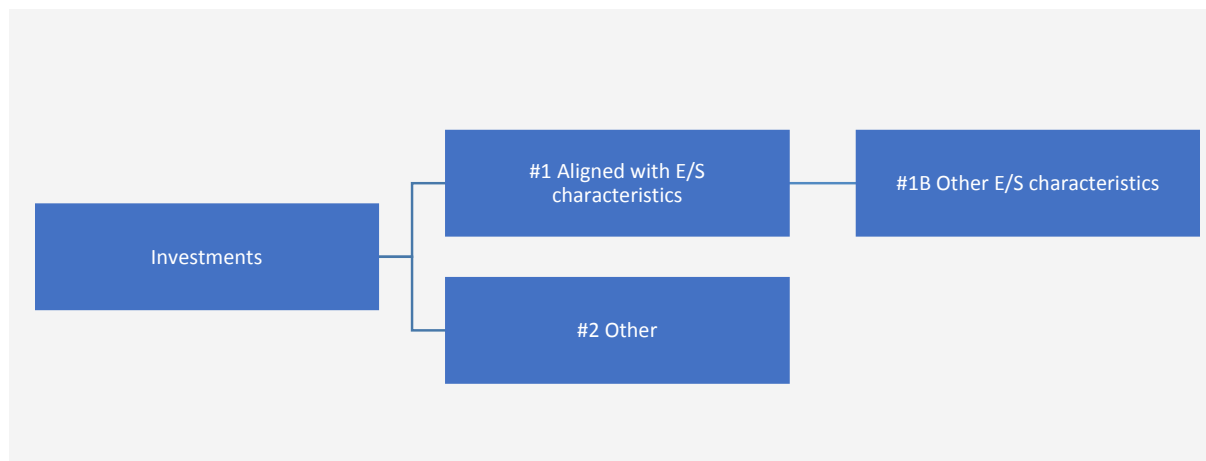 #1 Aligned with E/S
characteristics
#1B Other E/S characteristics
Investments
#2 Other